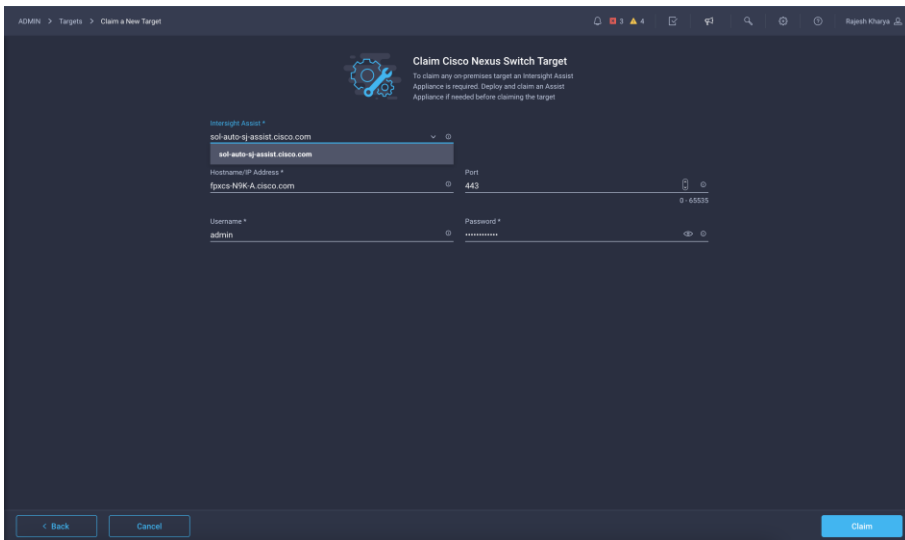 ADMIN > Targets > Claim a New Target
3 4
Rajesh Kharya
Claim Cisco Nexus Switch Target
To claim any on-premises target an Intersight Assist
Appliance is required. Deploy and claim an Assist
Appliance if needed before claiming the target
Intersight Assist *
sol-auto-sj-assist.cisco.com
sol-auto-sj-assist.cisco.com
Hostname/IP Address *
Port
fpxcs-N9K-A.cisco.com
443
0 - 65535
Username *
Password *
admin
············
< Back
Cancel
Claim